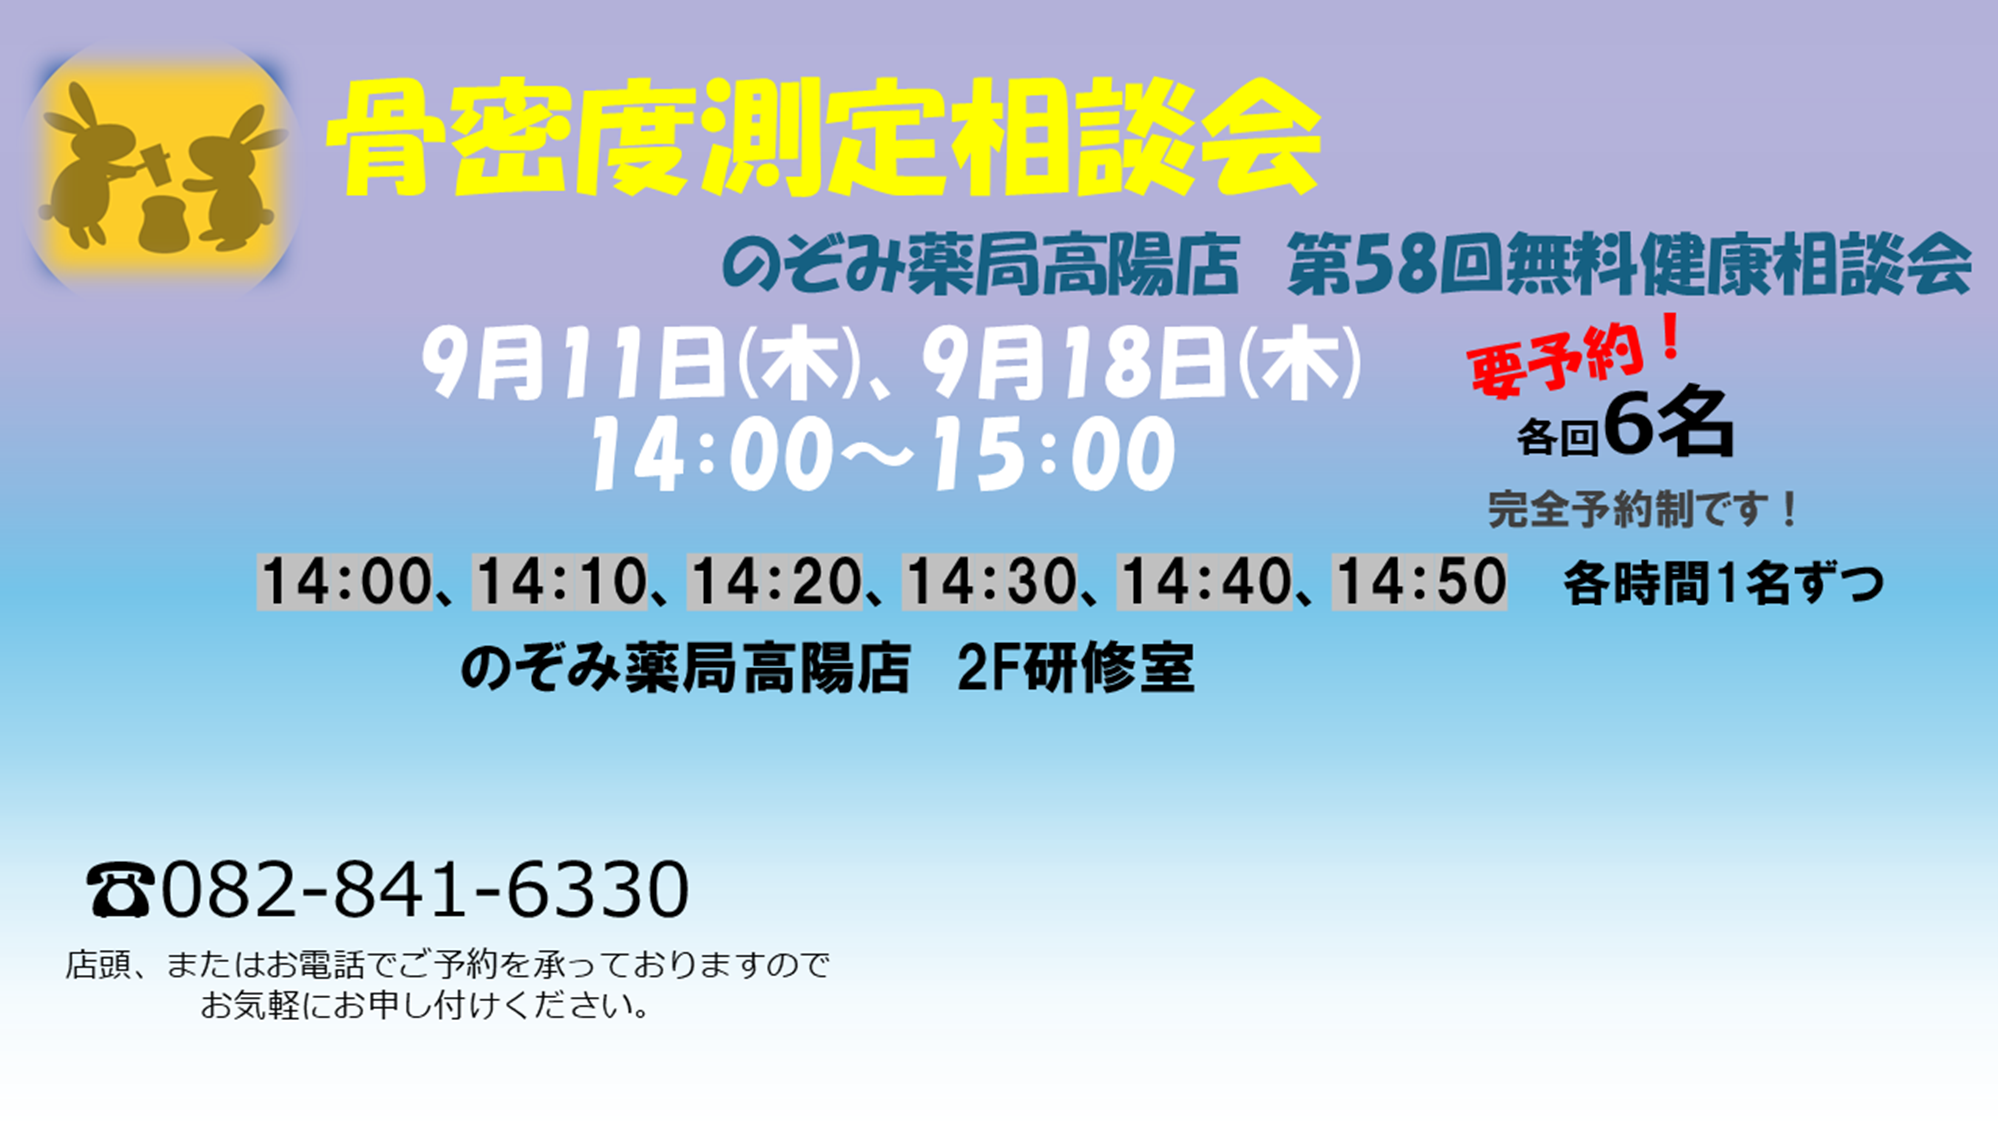 骨密度測定相談会
のぞみ薬局高陽店　第58回無料健康相談会
9月11日(木)、9月18日(木)
14：00～15：00
要予約！
各回6名
完全予約制です！
14：00、14：10、14：20、14：30、14：40、14：50　各時間1名ずつ
のぞみ薬局高陽店　2F研修室
☎082-841-6330
店頭、またはお電話でご予約を承っておりますので
お気軽にお申し付けください。